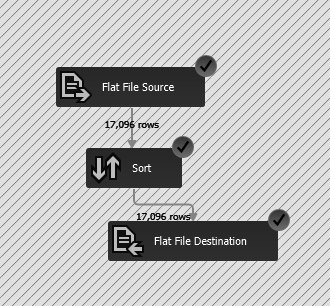 Flat File Source
17,096 rows
Sort
17,096 rows
Flat File Destination